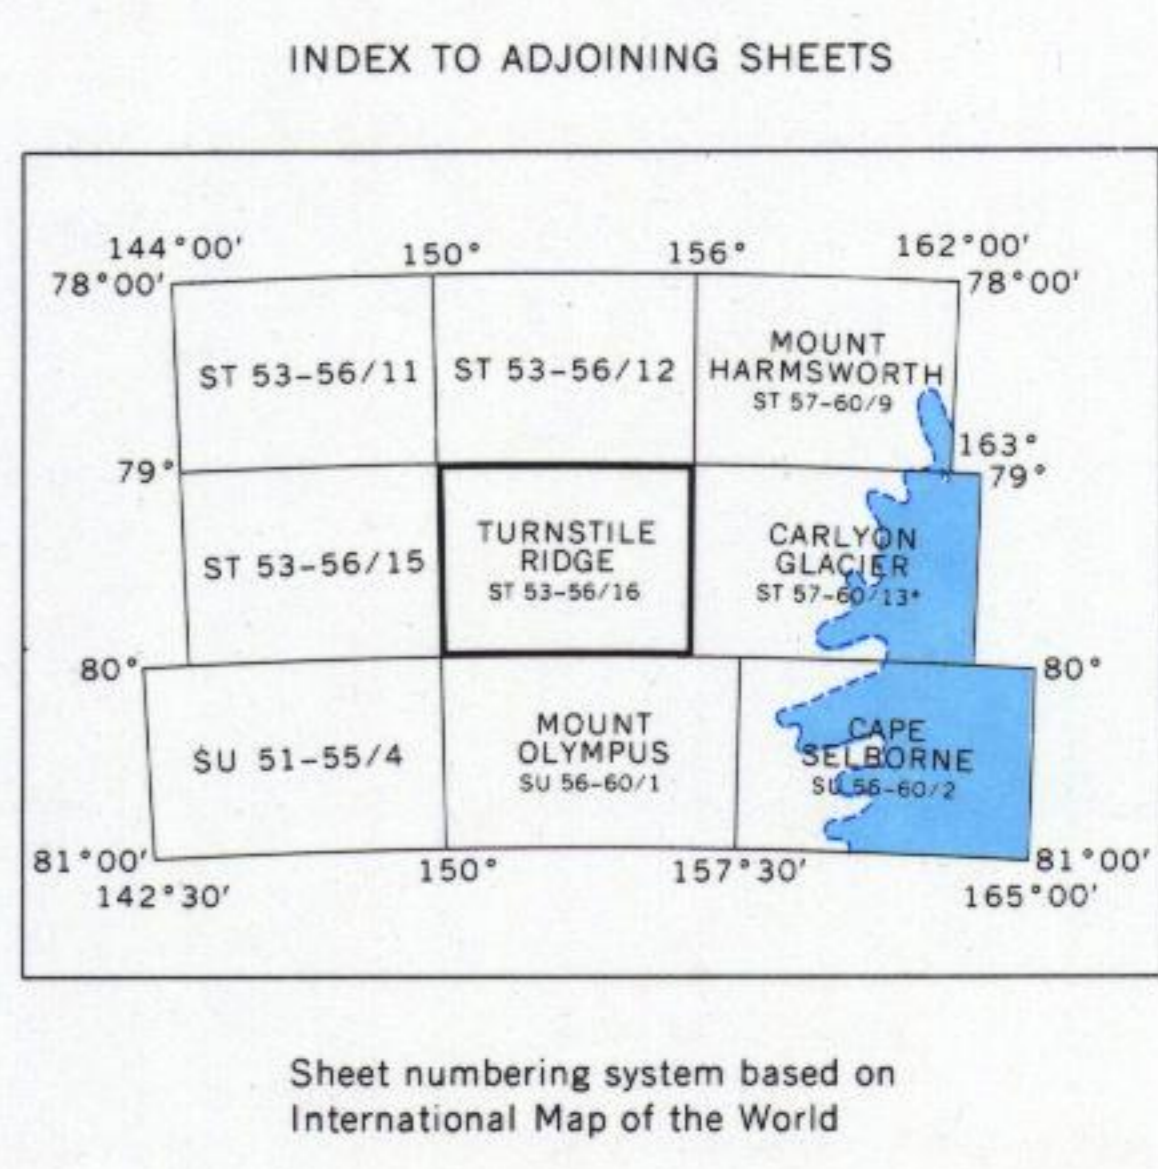 INDEX TO ADJOINING SHEETS
144°00'
150°
156°
162°00'
78°00'
78°00'
ST 53-56/11
ST 53-56/12
MOUNT
HARMSWORTH
ST 57-60/9
163°
79°
79°
ST 53-56/15
TURNSTILE
RIDGE
ST 53-56/16
CARLYON
GLACIER
ST 57-60/13*
80°
80°
SU 51-55/4
MOUNT
OLYMPUS
SU 56-60/1
CAPE
SELBORNE
SU 56-60/2
81°00'
150°
157°30'
81°00'
142°30'
165°00'
Sheet numbering system based on
International Map of the World